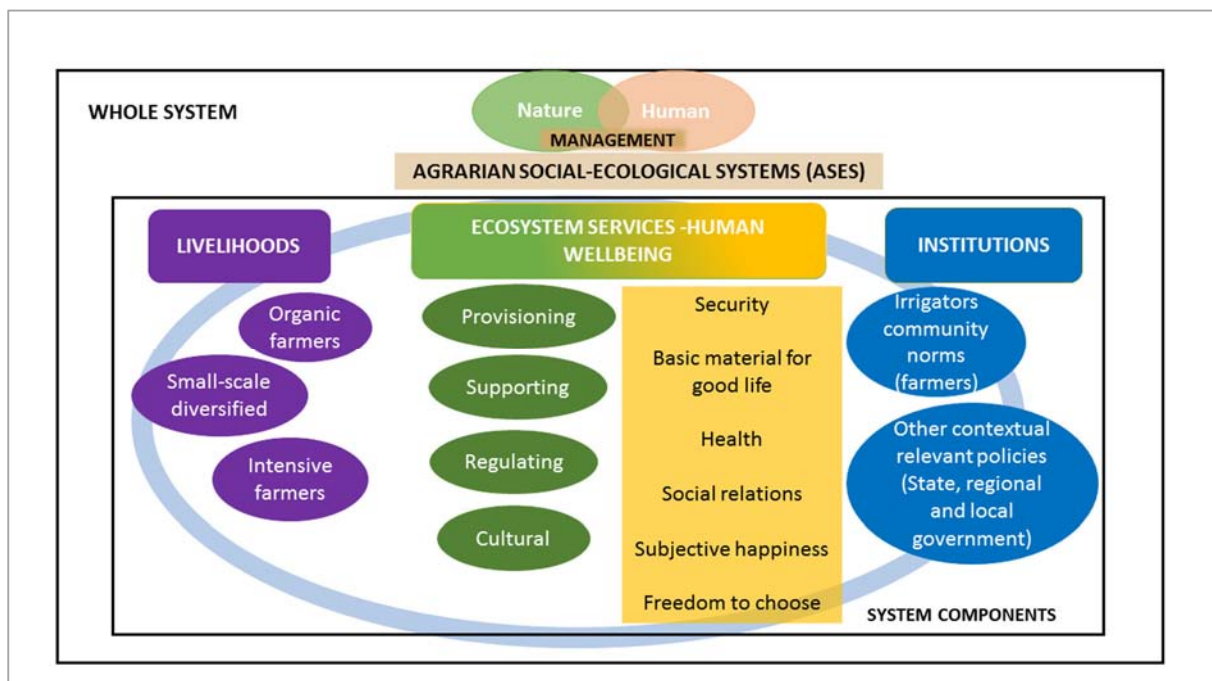 WHOLE SYSTEM
Nature
Human
MANAGEMENT
AGRARIAN SOCIAL-ECOLOGICAL SYSTEMS (ASES)
LIVELIHOODS
Organic
farmers
Small-scale
diversified
Intensive
farmers
ECOSYSTEM SERVICES -HUMAN
WELLBEING
Provisioning
Supporting
Regulating
Cultural
Security
Basic material for
good life
Health
Social relations
Subjective happiness
Freedom to choose
INSTITUTIONS
Irrigators
community
norms
(farmers)
Other contextual
relevant policies
(State, regional
and local
government)
SYSTEM COMPONENTS